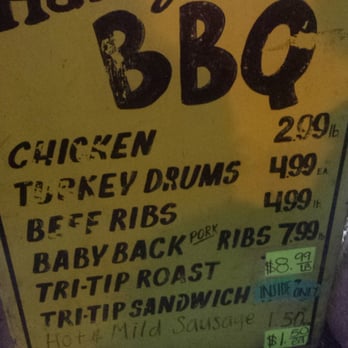 BBQ
CHICKEN 2.99 lb
TURKEY DRUMS 4.99 EA
BEEF RIBS 4.99 lb
BABY BACK PORK RIBS 7.99
TRI-TIP ROAST $8.99 LB
TRI-TIP SANDWICH INSIDE ONLY
Hot & Mild Sausage 1.50
$1.50